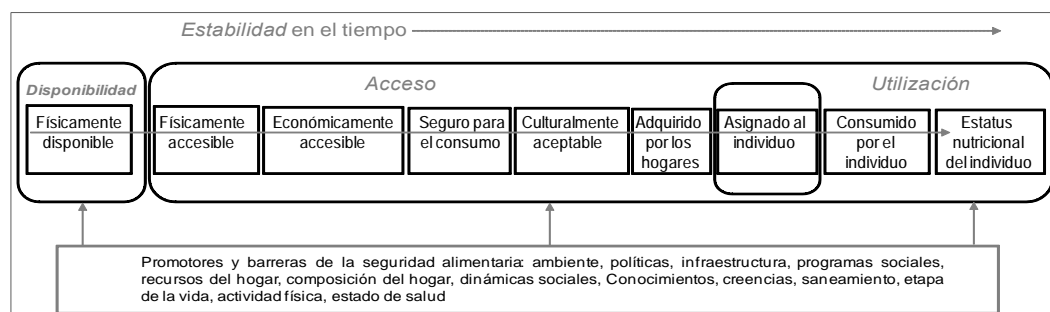 Estabilidad en el tiempo
Disponibilidad
Acceso
Utilización
Físicamente
disponible
Físicamente
accesible
Económicamente
accesible
Seguro para
el consumo
Culturalmente
aceptable
Adquirido
por los
hogares
Asignado al
individuo
Consumido
por el
individuo
Estatus
nutricional
del individuo
Promotores y barreras de la seguridad alimentaria: ambiente, políticas, infraestructura, programas sociales,
recursos del hogar, composición del hogar, dinámicas sociales, Conocimientos, creencias, saneamiento, etapa
de la vida, actividad física, estado de salud